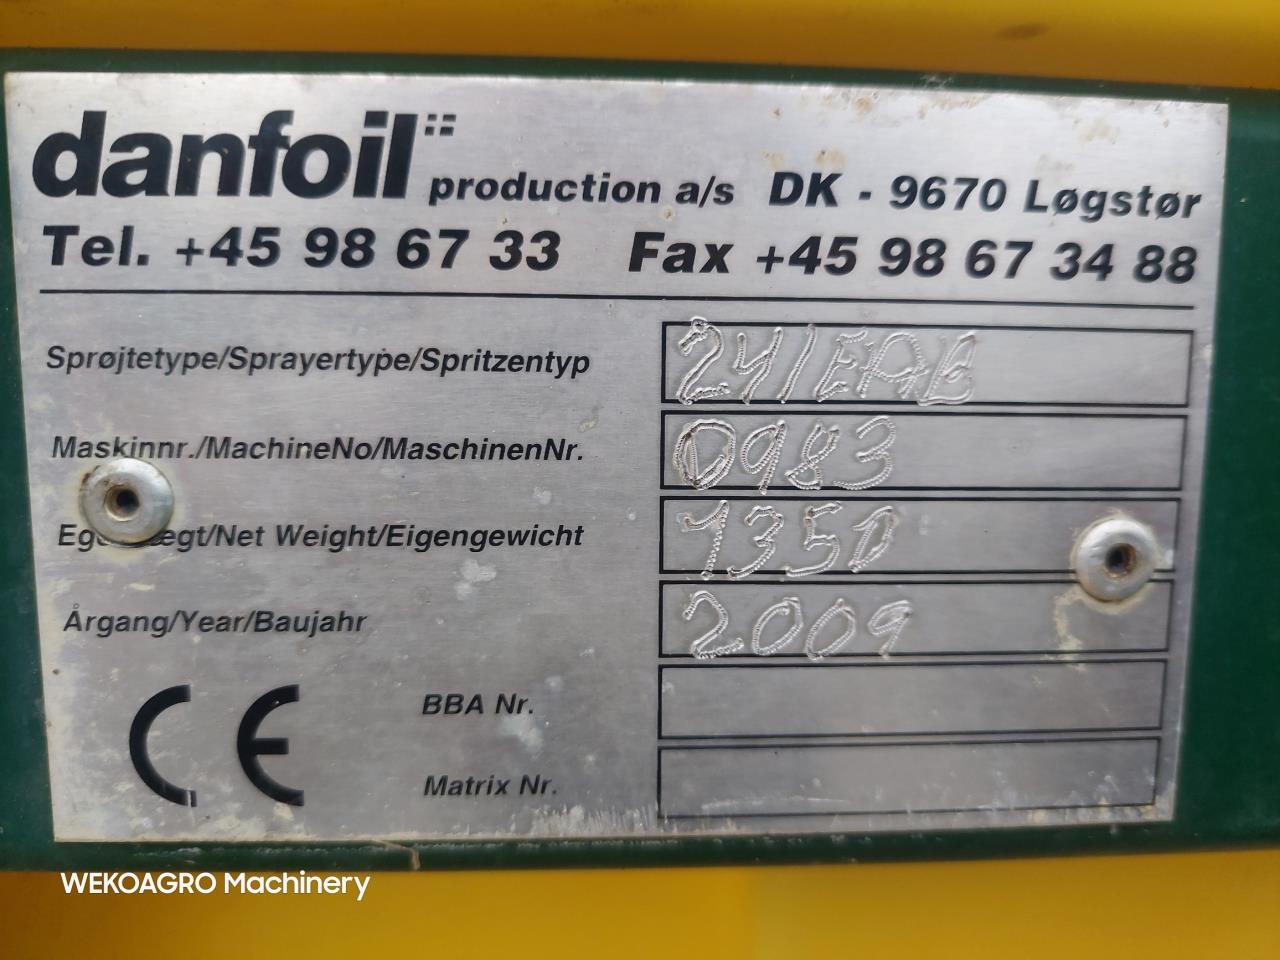 danfoil production a/s DK - 9670 Løgstør
Tel. +45 98 67 33 Fax +45 98 67 34 88
Sprøjtetype/Sprayertype/Spritzentyp 241EAB
Maskinnr./MachineNo/MaschinenNr. 0983
/Net Weight/Eigengewicht 1350
Årgang/Year/Baujahr 2009
CE BBA Nr.
Matrix Nr.
WEKOAGRO Machinery